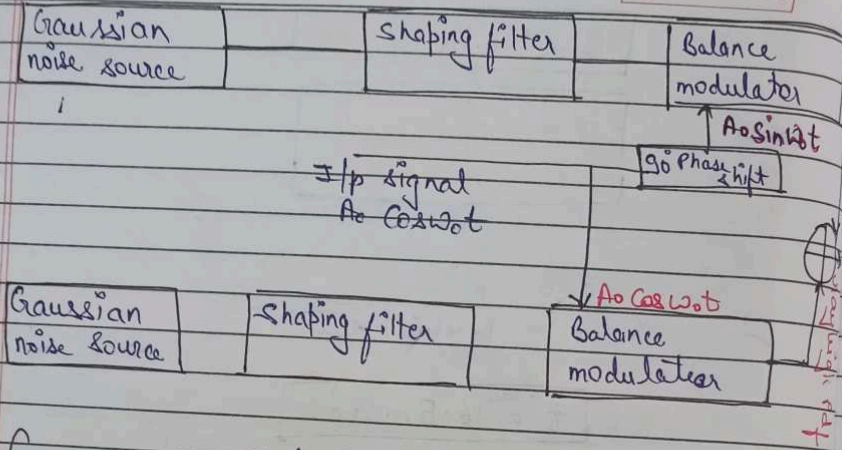 Gaussian
noise source
shaping filter
Balance
modulator
A0 Sinω0t
90° Phase shift
I/p signal
A0 Cosω0t
A0 Cosω0t
Gaussian
noise source
Shaping filter
Balance
modulator